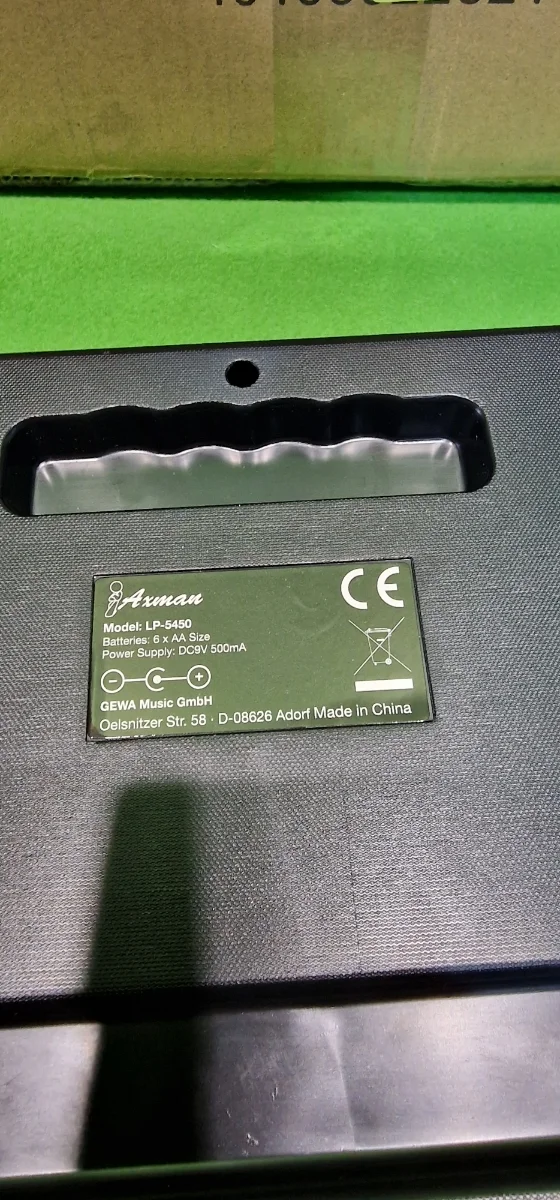 Axman
CE
Model: LP-5450
Batteries: 6 x AA Size
Power Supply: DC9V 500mA
GEWA Music GmbH
Oelsnitzer Str. 58 · D-08626 Adorf Made in China